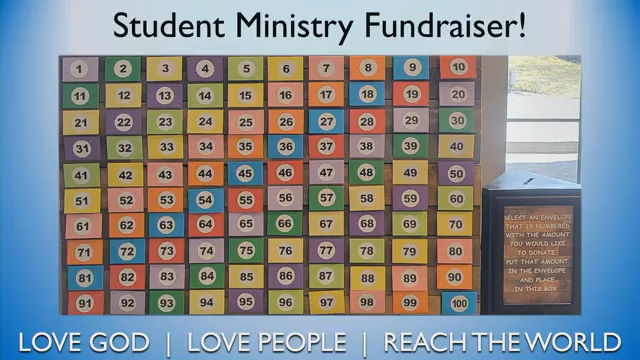 Student Ministry Fundraiser!
1 2 3 4 5 6 7 8 9 10
11 12 13 14 15 16 17 18 19 20
21 22 23 24 25 26 27 28 29 30
31 32 33 34 35 36 37 38 39 40
41 42 43 44 45 46 47 48 49 50
51 52 53 54 55 56 57 58 59 60
61 62 63 64 65 66 67 68 69 70
71 72 73 74 75 76 77 78 79 80
81 82 83 84 85 86 87 88 89 90
91 92 93 94 95 96 97 98 99 100
SELECT AN ENVELOPE
THAT IS NUMBERED
WITH THE AMOUNT
YOU WOULD LIKE...
TO DONATE.
PUT THAT AMOUNT
IN THE ENVELOPE
AND PLACE...
IN THIS BOX
LOVE GOD | LOVE PEOPLE | REACH THE WORLD